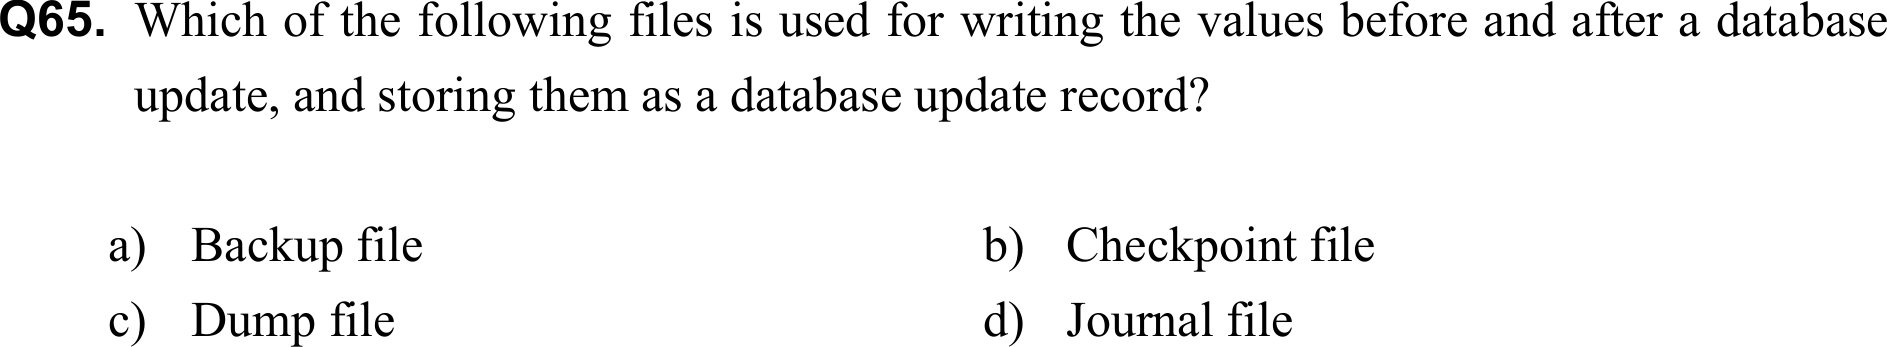 Q65. Which of the following files is used for writing the values before and after a database
update, and storing them as a database update record?
a) Backup file b) Checkpoint file
c) Dump file d) Journal file